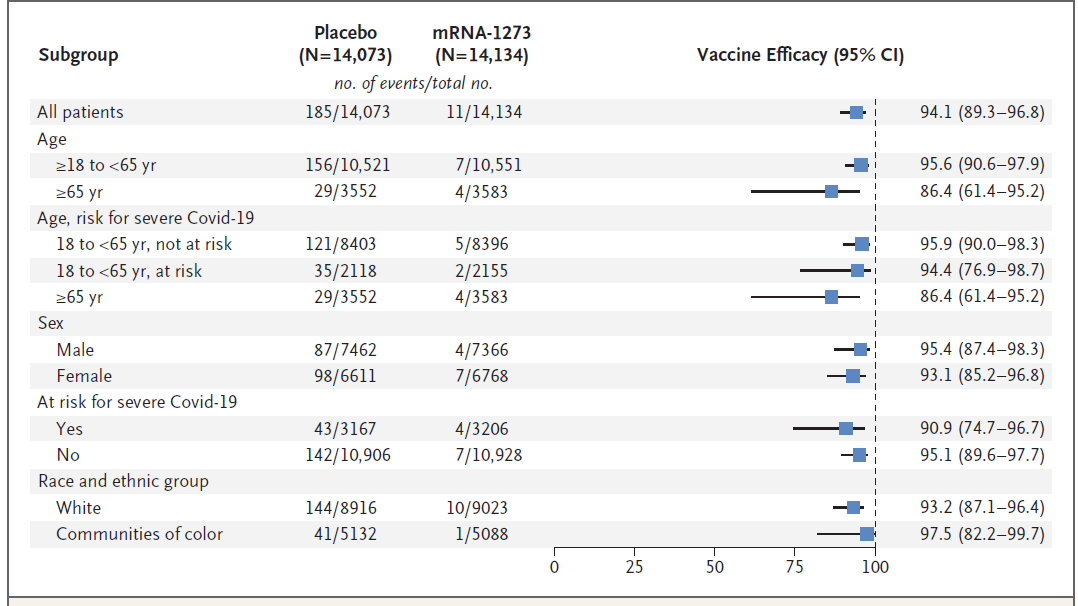 Subgroup Placebo (N=14,073) mRNA-1273 (N=14,134) Vaccine Efficacy (95% CI)
no. of events/total no.
All patients 185/14,073 11/14,134 94.1 (89.3–96.8)
Age
≥18 to <65 yr 156/10,521 7/10,551 95.6 (90.6–97.9)
≥65 yr 29/3552 4/3583 86.4 (61.4–95.2)
Age, risk for severe Covid-19
18 to <65 yr, not at risk 121/8403 5/8396 95.9 (90.0–98.3)
18 to <65 yr, at risk 35/2118 2/2155 94.4 (76.9–98.7)
≥65 yr 29/3552 4/3583 86.4 (61.4–95.2)
Sex
Male 87/7462 4/7366 95.4 (87.4–98.3)
Female 98/6611 7/6768 93.1 (85.2–96.8)
At risk for severe Covid-19
Yes 43/3167 4/3206 90.9 (74.7–96.7)
No 142/10,906 7/10,928 95.1 (89.6–97.7)
Race and ethnic group
White 144/8916 10/9023 93.2 (87.1–96.4)
Communities of color 41/5132 1/5088 97.5 (82.2–99.7)
0 25 50 75 100